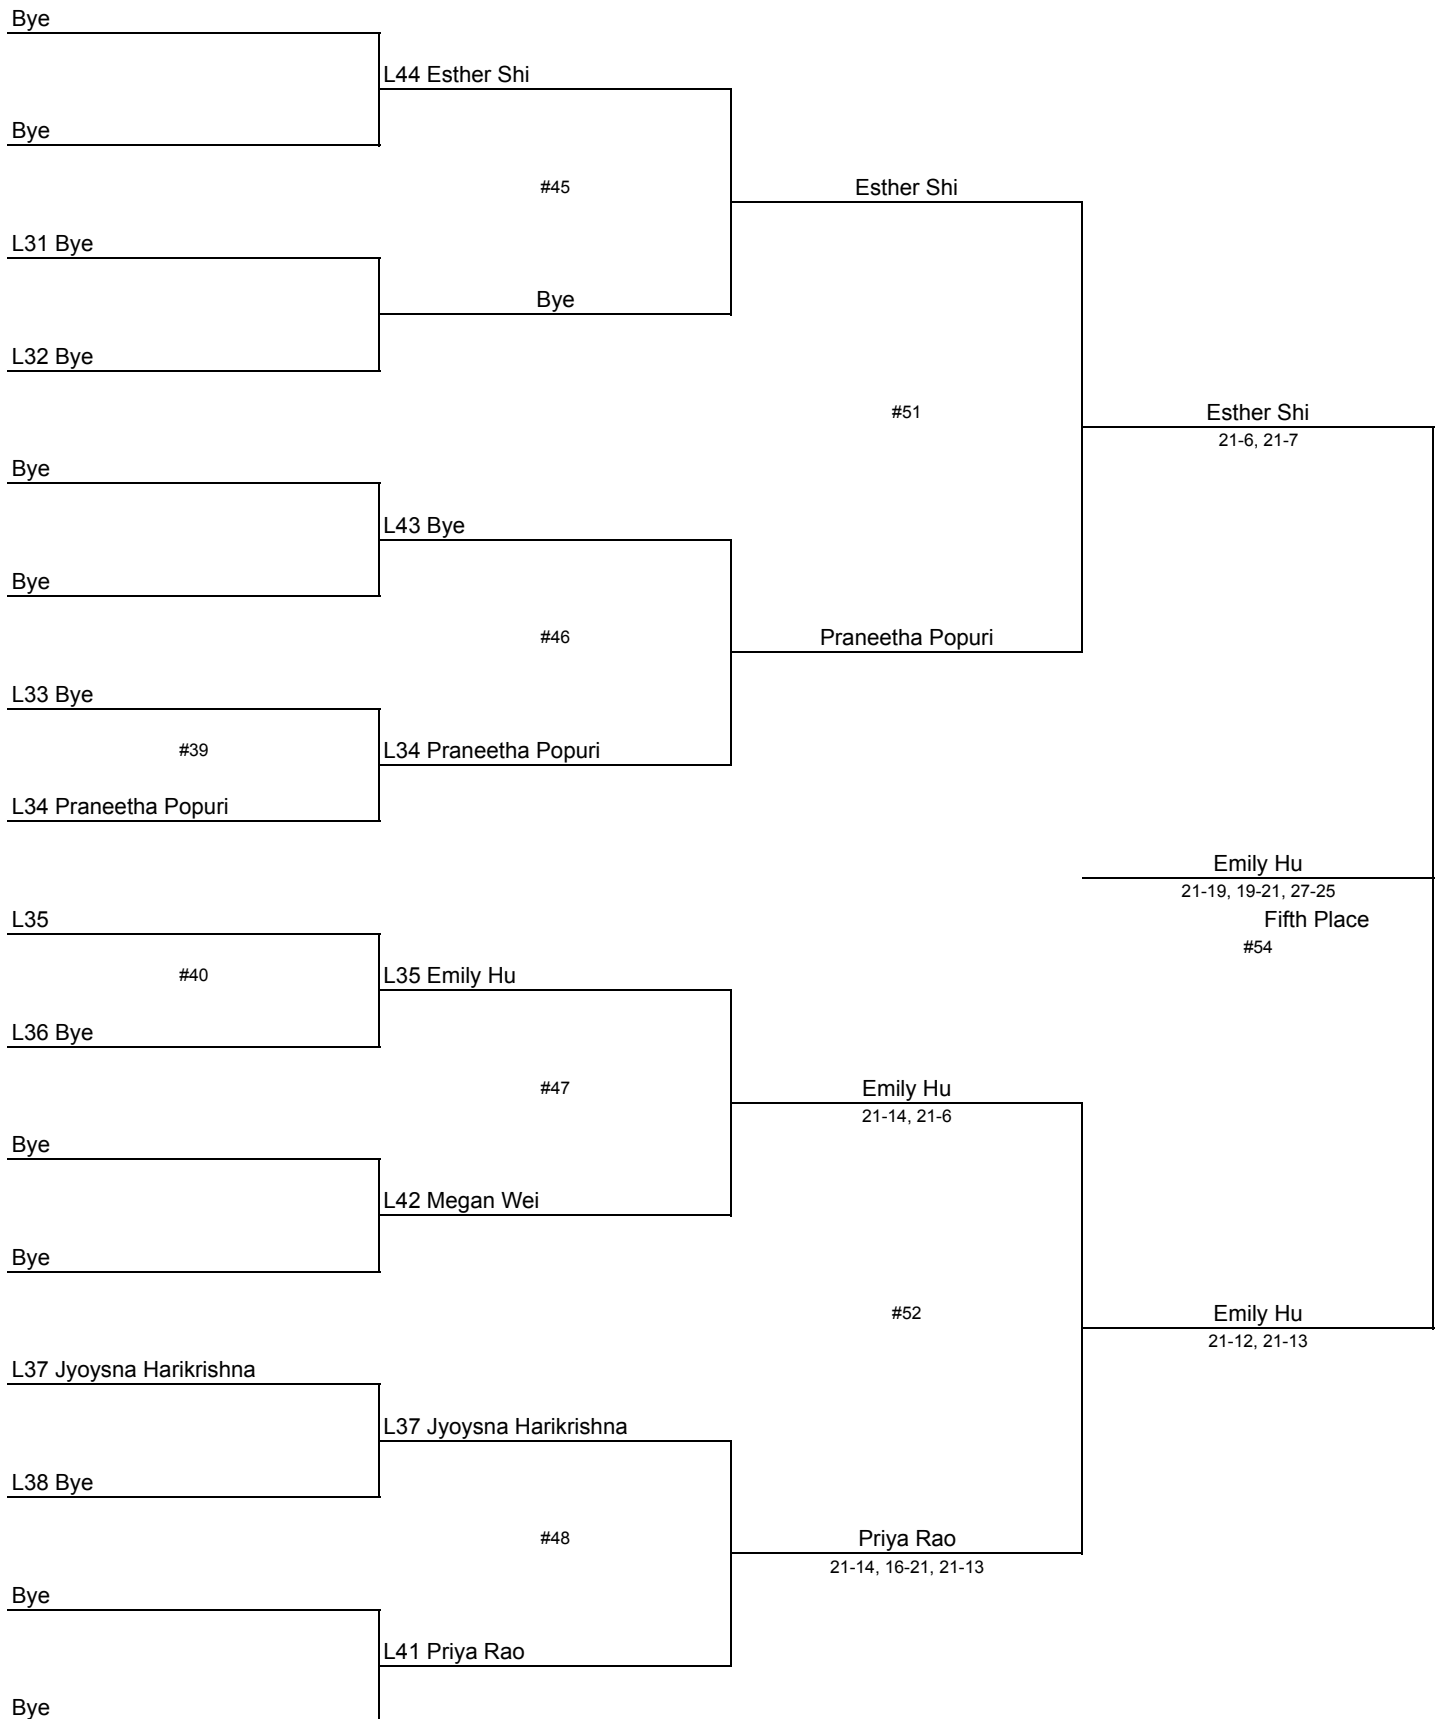 Bye
L44 Esther Shi
Bye
#45
Esther Shi
L31 Bye
Bye
L32 Bye
#51
Esther Shi
21-6, 21-7
Bye
L43 Bye
Bye
#46
Praneetha Popuri
L33 Bye
#39
L34 Praneetha Popuri
L34 Praneetha Popuri
Emily Hu
21-19, 19-21, 27-25
L35
Fifth Place
#54
#40
L35 Emily Hu
L36 Bye
#47
Emily Hu
21-14, 21-6
Bye
L42 Megan Wei
Bye
#52
Emily Hu
21-12, 21-13
L37 Jyoysna Harikrishna
L37 Jyoysna Harikrishna
L38 Bye
#48
Priya Rao
21-14, 16-21, 21-13
Bye
L41 Priya Rao
Bye